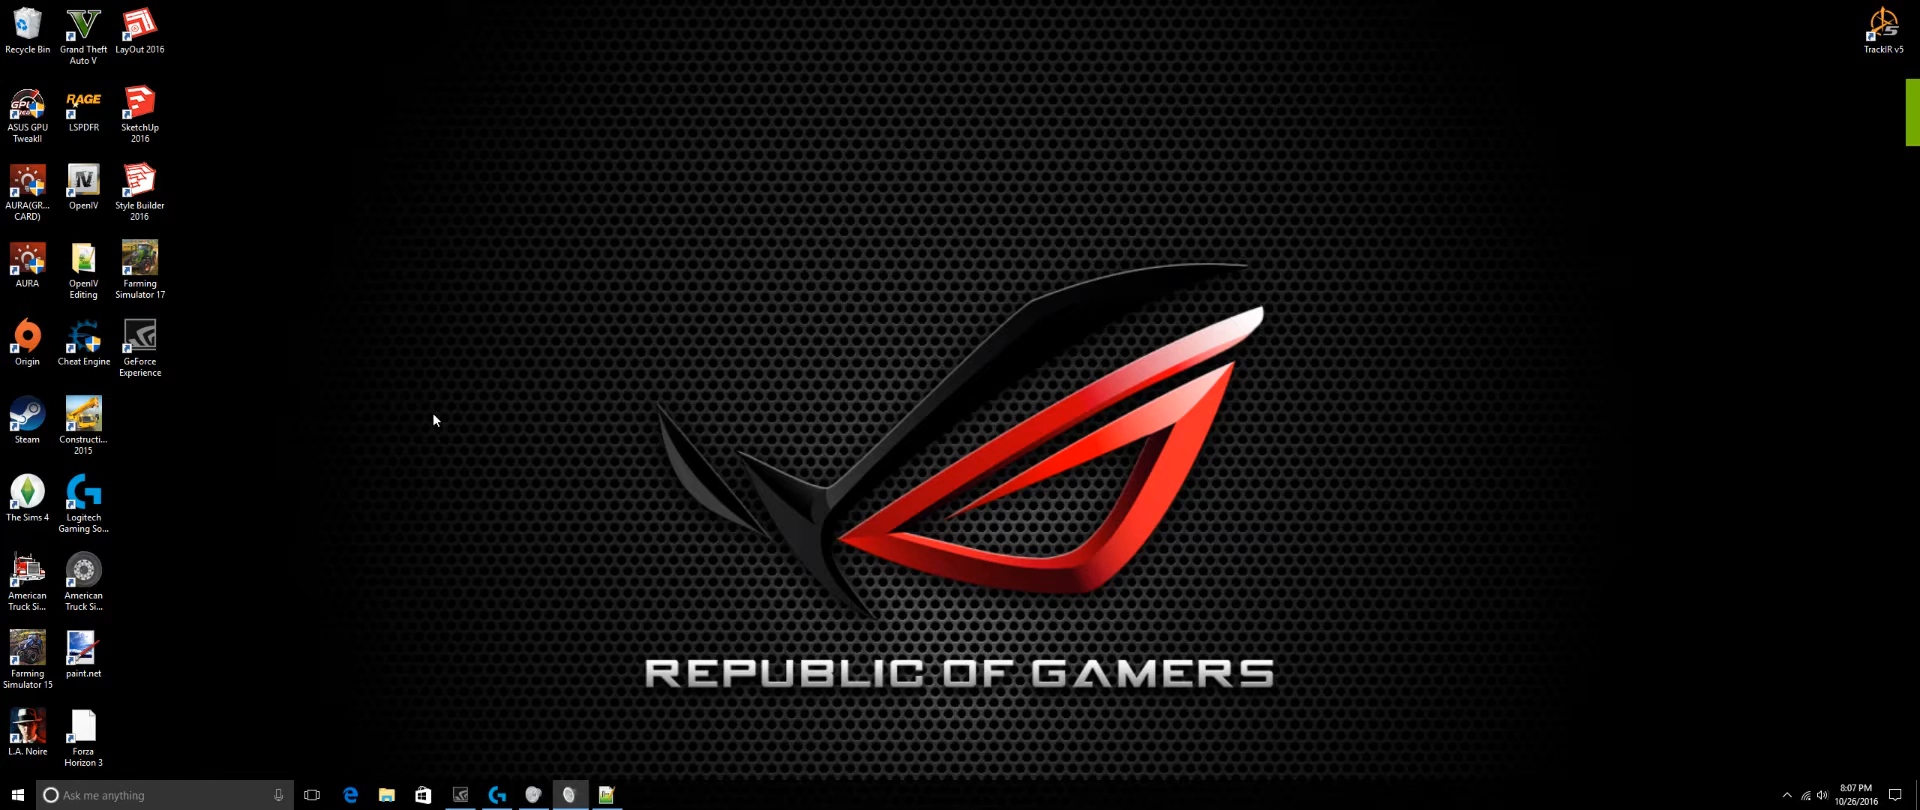 Recycle Bin
Grand Theft
Auto V
LayOut 2016
TrackIR v5
ASUS GPU
TweakII
RAGE
LSPDFR
SketchUp
2016
AURA(GR...
CARD)
IV
OpenIV
Style Builder
2016
AURA
OpenIV
Editing
Farming
Simulator 17
Origin
Cheat Engine
GeForce
Experience
Steam
Constructi...
2015
The Sims 4
Logitech
Gaming So...
American
Truck Si...
American
Truck Si...
Farming
Simulator 15
paint.net
L.A. Noire
Forza
Horizon 3
REPUBLIC OF GAMERS
Ask me anything
8:07 PM
10/26/2016